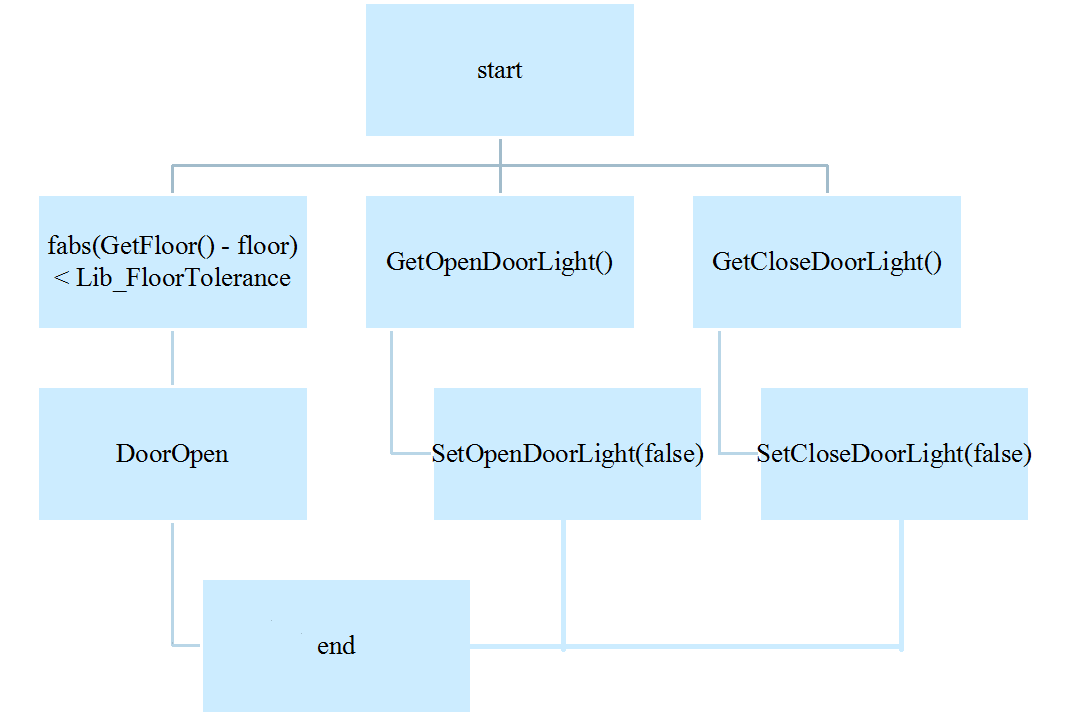 start
fabs(GetFloor() - floor)
< Lib_FloorTolerance
GetOpenDoorLight()
GetCloseDoorLight()
DoorOpen
SetOpenDoorLight(false)
SetCloseDoorLight(false)
end